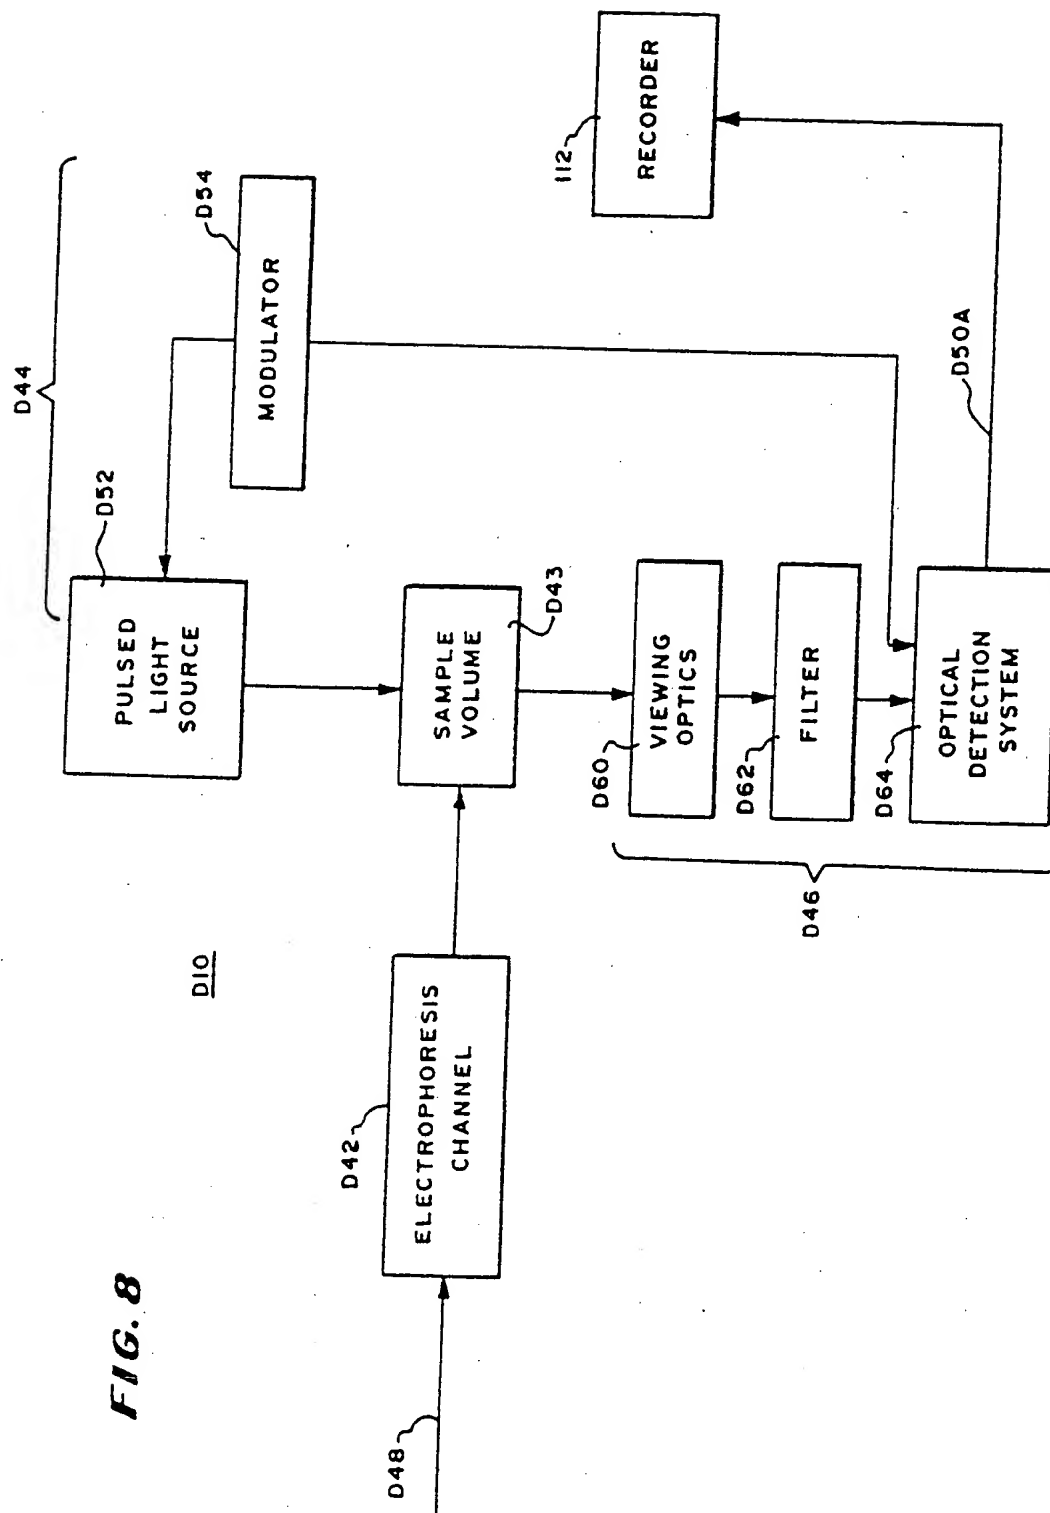 FIG. 8
D10
D44
D52
PULSED
LIGHT
SOURCE
D54
MODULATOR
112
RECORDER
D48
D42
ELECTROPHORESIS
CHANNEL
D43
SAMPLE
VOLUME
D60
VIEWING
OPTICS
D62
FILTER
D64
OPTICAL
DETECTION
SYSTEM
D50A
D46